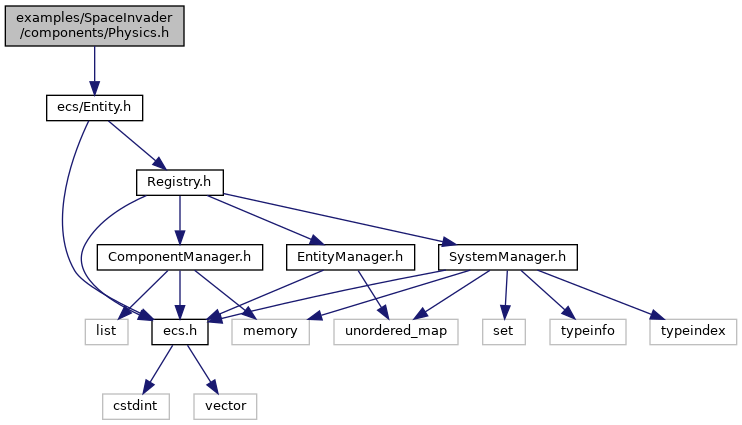 examples/SpaceInvader
/components/Physics.h
ecs/Entity.h
Registry.h
ComponentManager.h
EntityManager.h
SystemManager.h
list
ecs.h
memory
unordered_map
set
typeinfo
typeindex
cstdint
vector